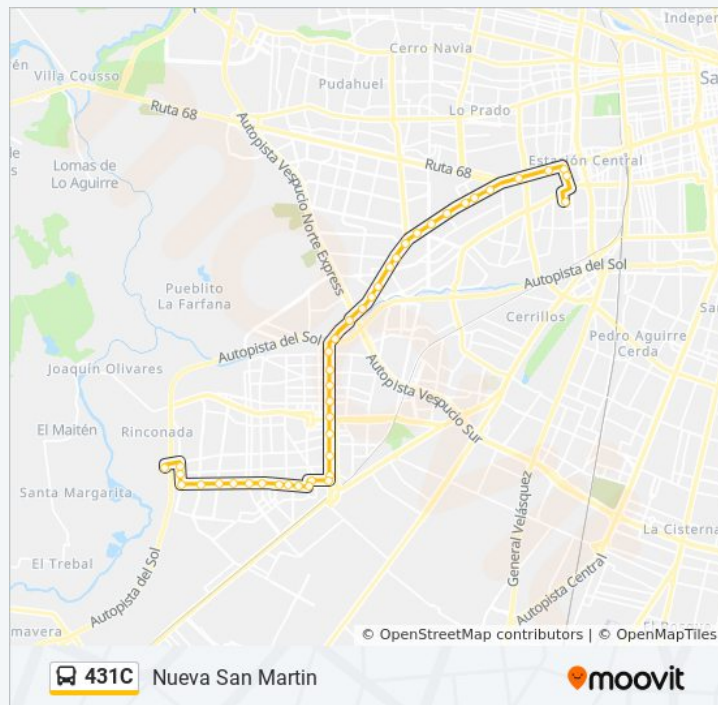 Indepen
Cerro Navia
Villa Cousso
Pudahuel
Ruta 68
Lo Prado
Sa
Autopista Vespucio Norte Express
Lomas de
Lo Aguirre
Ruta 68
Estación Central
Pueblito
La Farfana
Autopista del Sol
Cerrillos
Pedro Aguirre
Cerda
Autopista del Sol
Joaquín Olivares
Autopista Vespucio Sur
El Maitén
Rinconada
Santa Margarita
General Velásquez
La Cisterna
El Trebal
Autopista del Sol
Autopista Central
© OpenStreetMap contributors | © OpenMapTiles
431C
Nueva San Martin
moovit